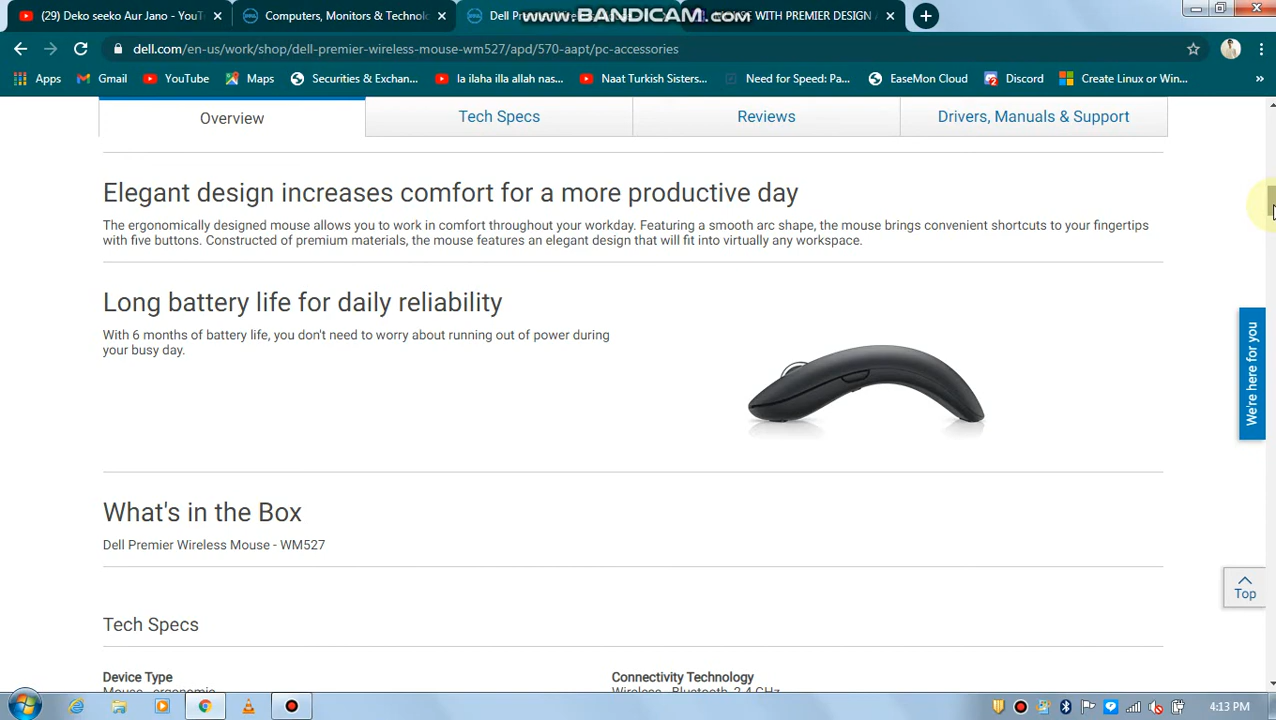 (29) Deko seeko Aur Jano - YouT
Computers, Monitors & Technolo
Dell Pr
www.BANDICAM.com
WITH PREMIER DESIGN
dell.com/en-us/work/shop/dell-premier-wireless-mouse-wm527/apd/570-aapt/pc-accessories
Apps
Gmail
YouTube
Maps
Securities & Exchan...
la ilaha illa allah nas...
Naat Turkish Sisters...
Need for Speed: Pa...
EaseMon Cloud
Discord
Create Linux or Win...
»
Overview
Tech Specs
Reviews
Drivers, Manuals & Support
Elegant design increases comfort for a more productive day
The ergonomically designed mouse allows you to work in comfort throughout your workday. Featuring a smooth arc shape, the mouse brings convenient shortcuts to your fingertips
with five buttons. Constructed of premium materials, the mouse features an elegant design that will fit into virtually any workspace.
Long battery life for daily reliability
With 6 months of battery life, you don't need to worry about running out of power during
your busy day.
We're here for you
What's in the Box
Dell Premier Wireless Mouse - WM527
Top
Tech Specs
Device Type
Mouse - ergonomic
Connectivity Technology
Wireless - Bluetooth, 2.4 GHz
4:13 PM